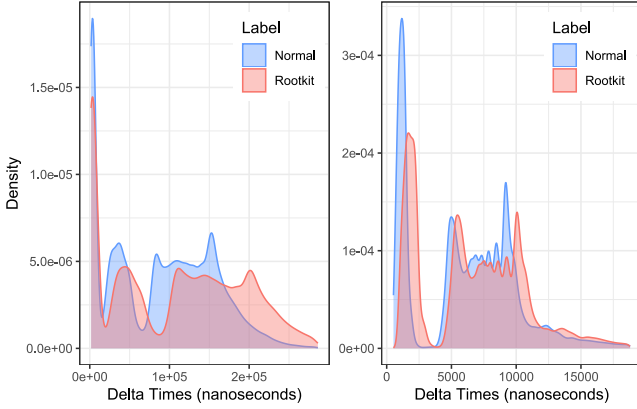 Density
1.5e-05
1.0e-05
5.0e-06
0.0e+00
Label
Normal
Rootkit
0e+00 1e+05 2e+05
Delta Times (nanoseconds)
3e-04
2e-04
1e-04
0e+00
Label
Normal
Rootkit
0 5000 10000 15000
Delta Times (nanoseconds)